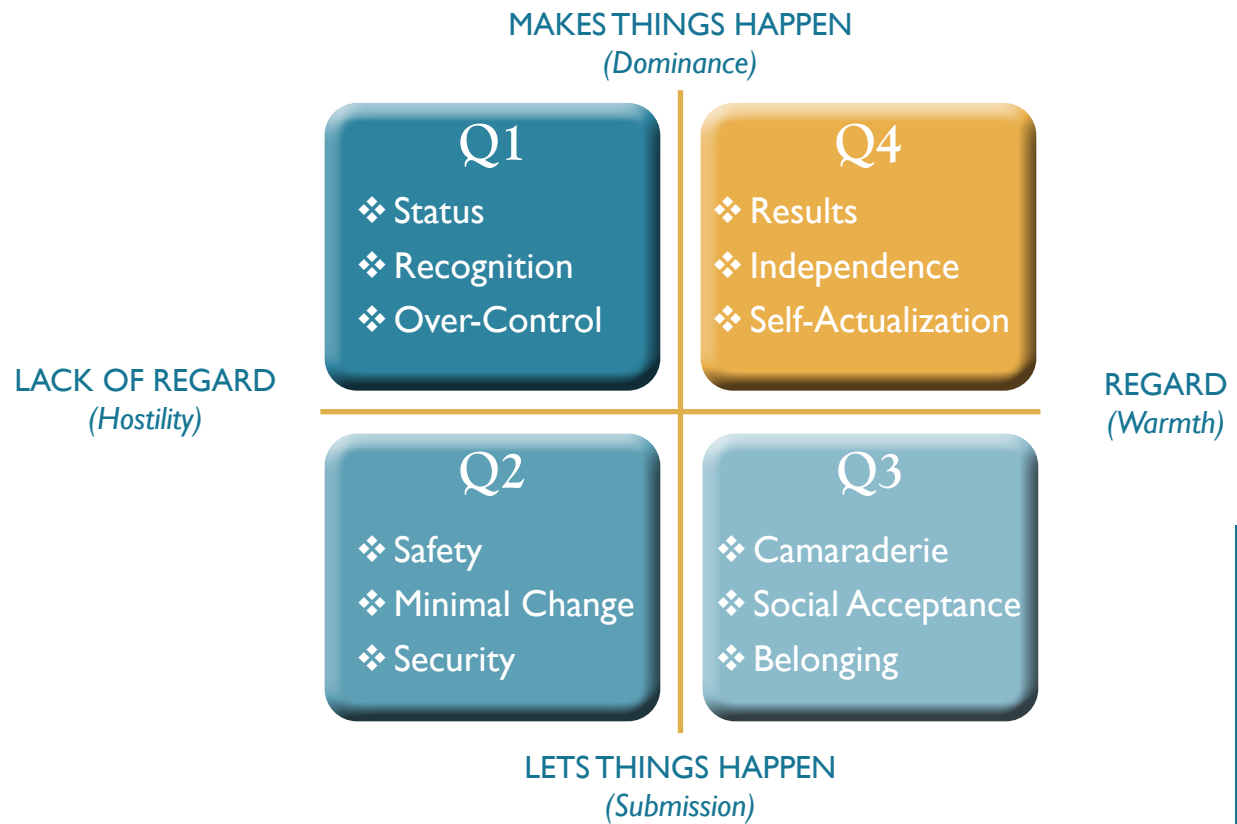 MAKES THINGS HAPPEN
(Dominance)
Q1
❖ Status
❖ Recognition
❖ Over-Control
Q4
❖ Results
❖ Independence
❖ Self-Actualization
LACK OF REGARD
(Hostility)
REGARD
(Warmth)
Q2
❖ Safety
❖ Minimal Change
❖ Security
Q3
❖ Camaraderie
❖ Social Acceptance
❖ Belonging
LETS THINGS HAPPEN
(Submission)